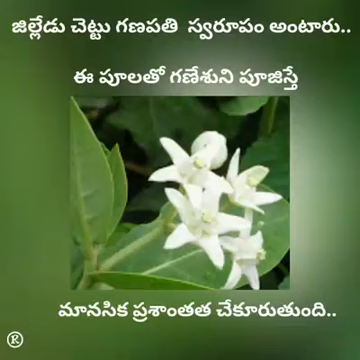 జిల్లేడు చెట్టు గణపతి స్వరూపం అంటారు..
ఈ పూలతో గణేశుని పూజిస్తే
మానసిక ప్రశాంతత చేకూరుతుంది..
®